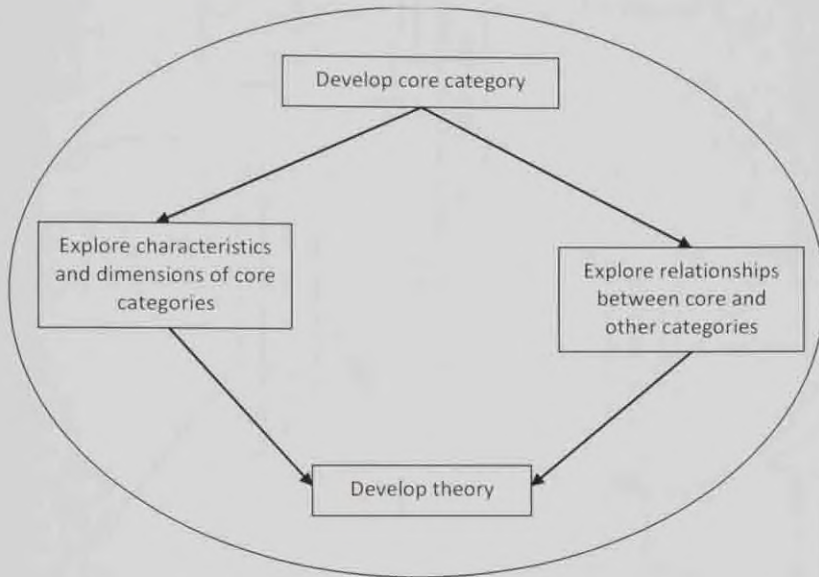 Develop core category
Explore characteristics
and dimensions of core
categories
Explore relationships
between core and
other categories
Develop theory